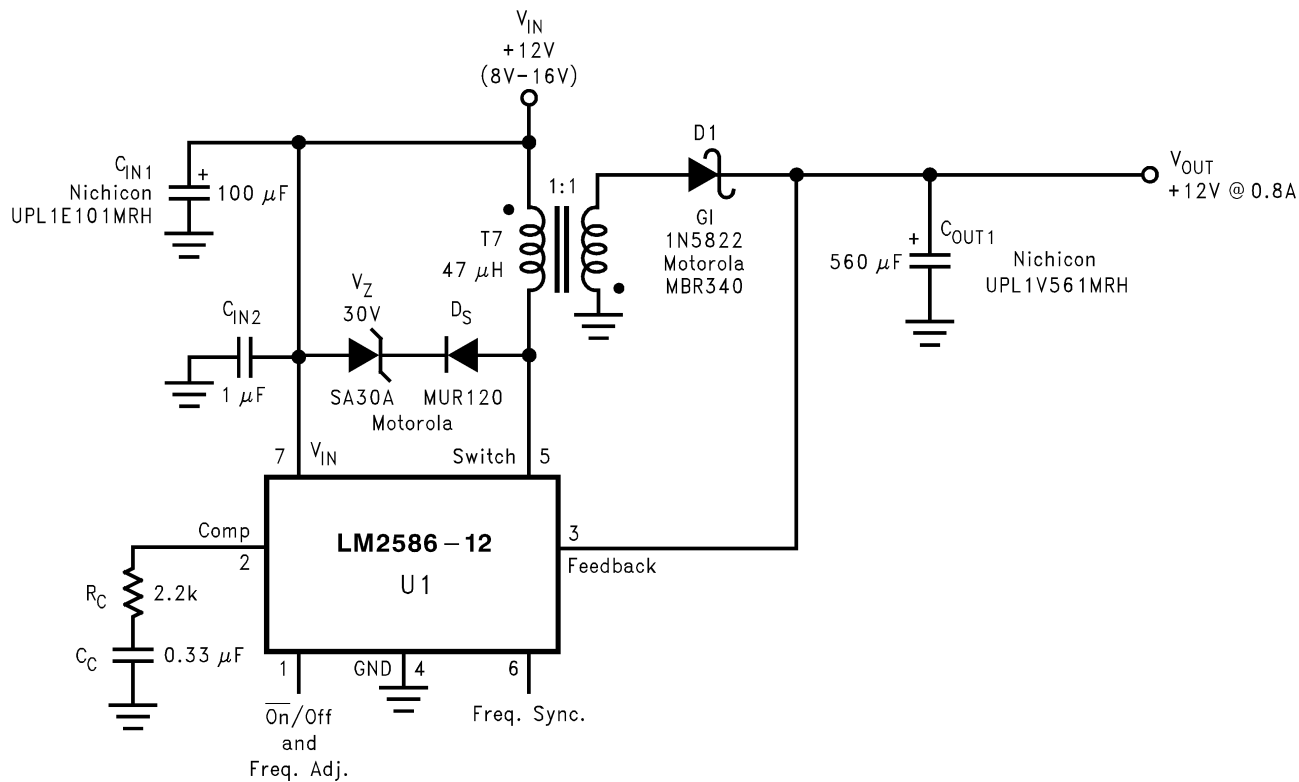 V_IN
+12V
(8V–16V)
C_IN1
Nichicon
UPL1E101MRH
+
100 μF
1:1
T7
47 μH
D1
GI
1N5822
Motorola
MBR340
V_OUT
+12V @ 0.8A
+
C_OUT1
560 μF
Nichicon
UPL1V561MRH
C_IN2
1 μF
V_Z
30V
D_S
SA30A
MUR120
Motorola
7
V_IN
Switch
5
Comp
2
LM2586–12
U1
3
Feedback
R_C
2.2k
C_C
0.33 μF
1
GND
4
6
O̅n̅/Off
and
Freq. Adj.
Freq. Sync.